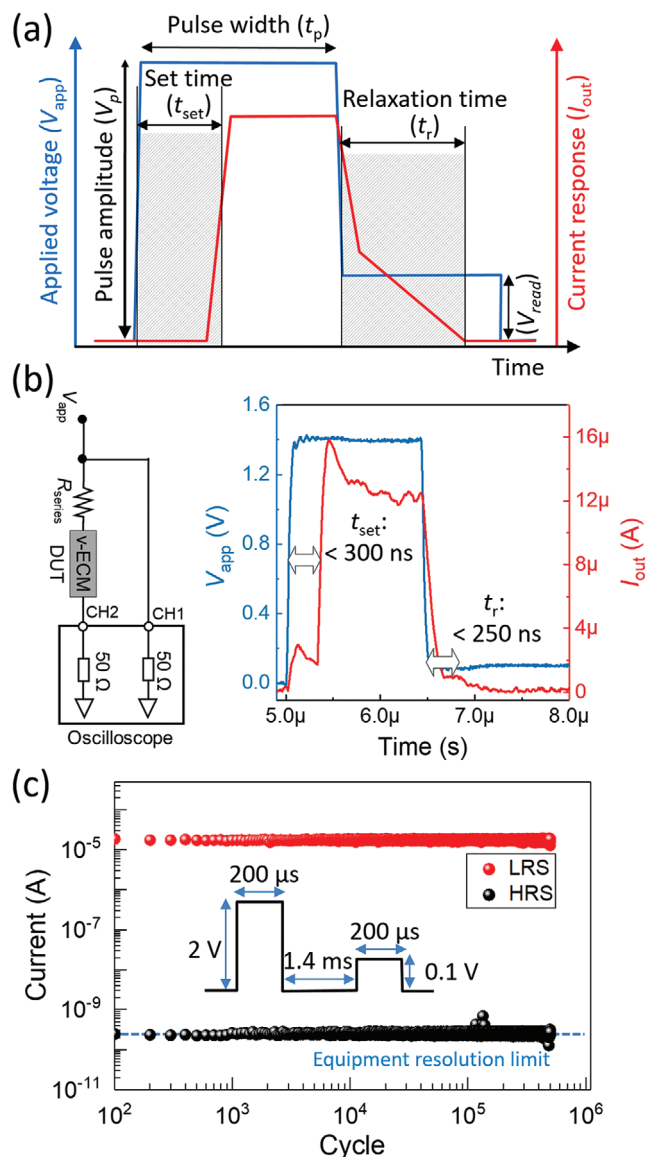 (a)
Pulse width (tp)
Set time
(tset)
Relaxation time
(tr)
Applied voltage (Vapp)
Pulse amplitude (Vp)
(Vread)
Current response (Iout)
Time
(b)
Vapp
Rseries
v-ECM
DUT
CH2
CH1
50 Ω
50 Ω
Oscilloscope
1.6
1.2
0.8
0.4
0.0
Vapp (V)
tset:
< 300 ns
tr:
< 250 ns
16μ
12μ
8μ
4μ
0
Iout (A)
5.0μ 6.0μ 7.0μ 8.0μ
Time (s)
(c)
10-5
10-7
10-9
10-11
Current (A)
LRS
HRS
200 μs
2 V
1.4 ms
200 μs
0.1 V
Equipment resolution limit
102 103 104 105 106
Cycle